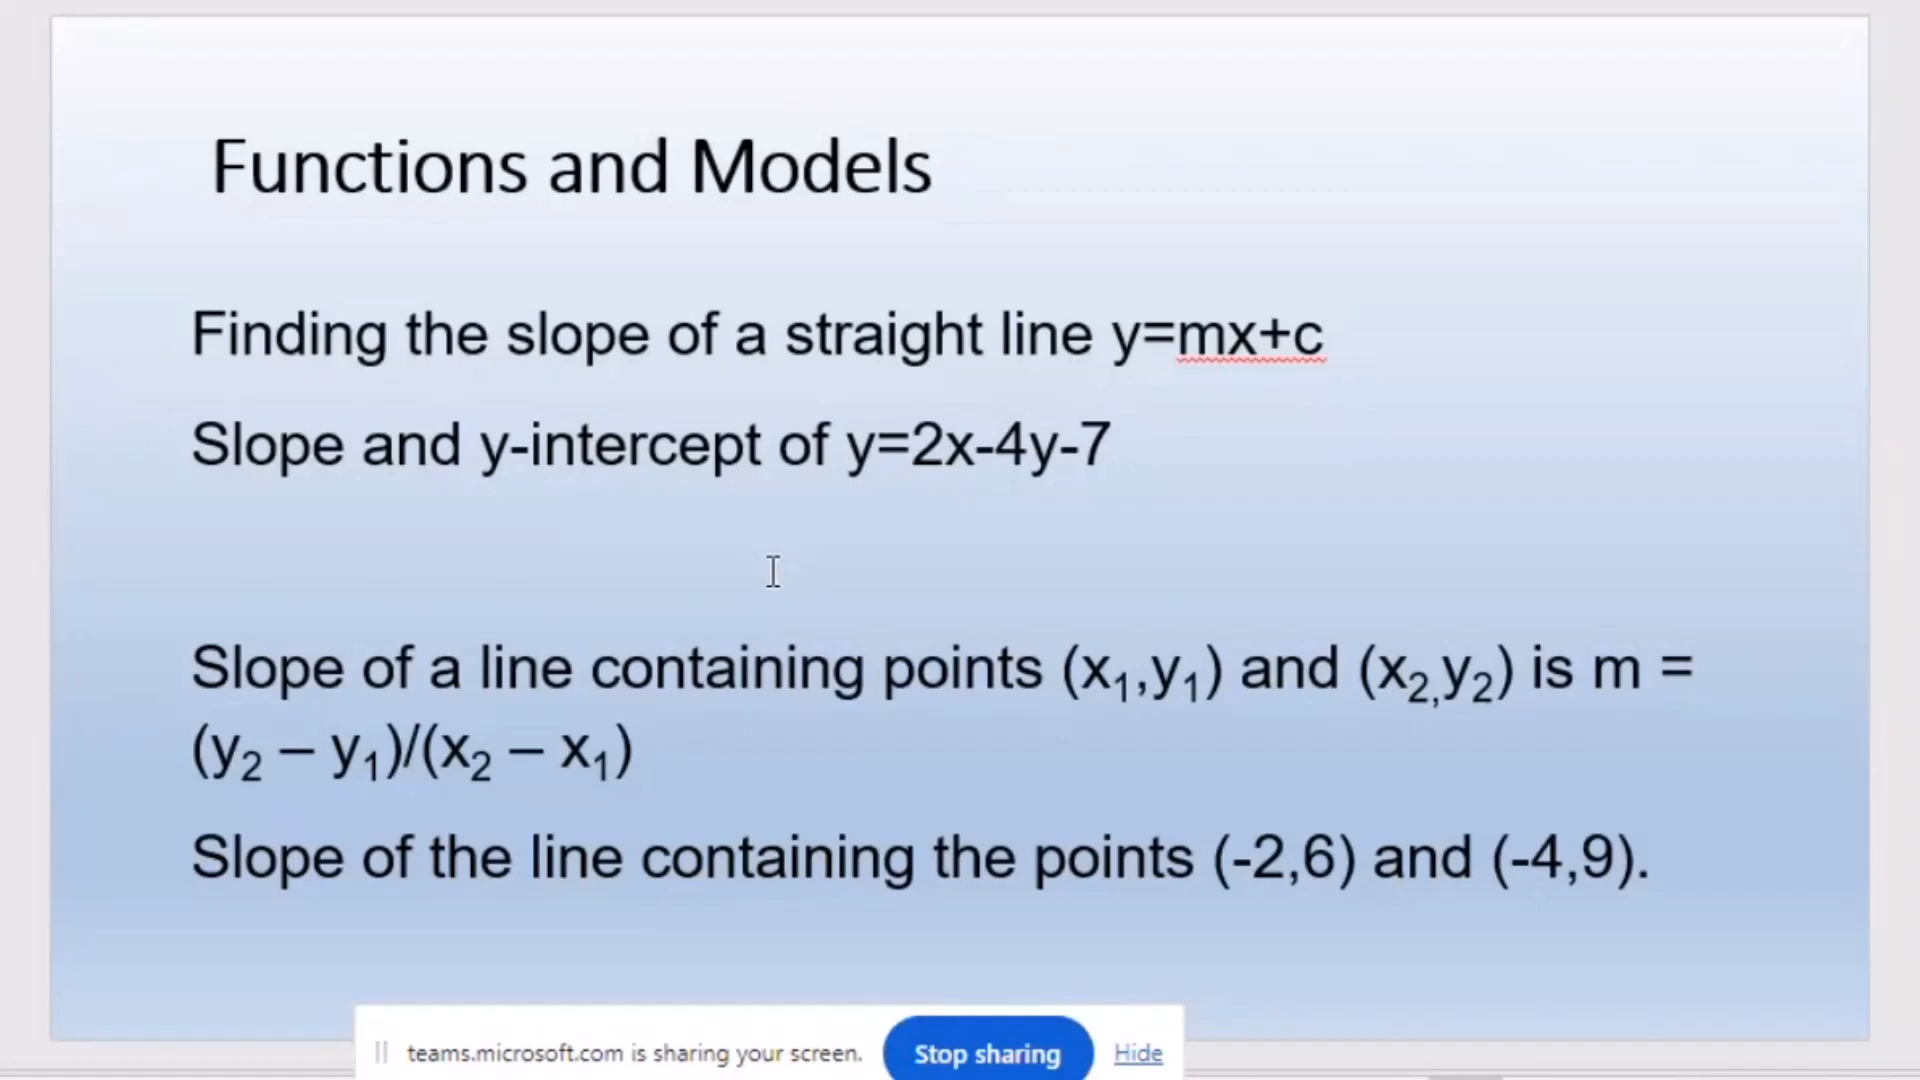 Functions and Models
Finding the slope of a straight line y=mx+c
Slope and y-intercept of y=2x-4y-7
Slope of a line containing points (x₁,y₁) and (x₂,y₂) is m =
(y₂ – y₁)/(x₂ – x₁)
Slope of the line containing the points (-2,6) and (-4,9).
teams.microsoft.com is sharing your screen. Stop sharing Hide